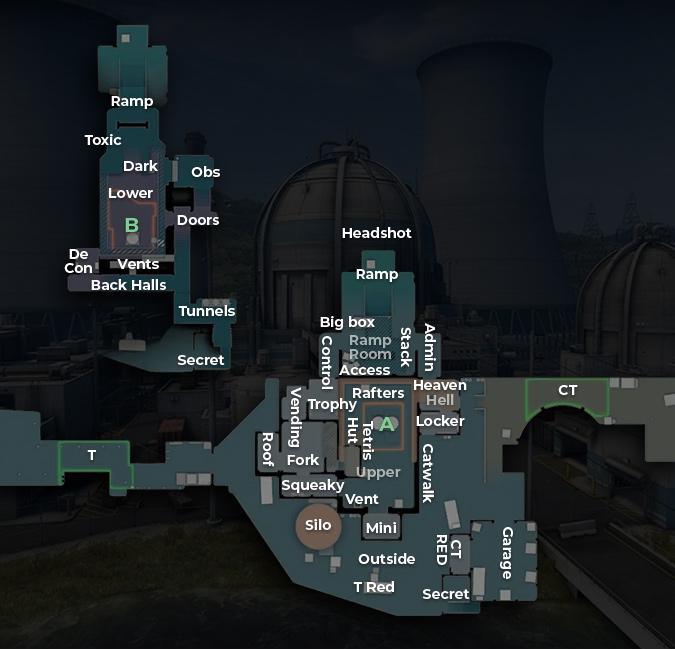 Ramp
Toxic
Dark
Obs
Lower
B
Doors
De
Con
Vents
Back Halls
Tunnels
Secret
Headshot
Ramp
Big box
Ramp
Room
Control
Stack
Admin
Access
Rafters
Heaven
Hell
CT
Vending
Trophy
Hut
Tetris
A
Locker
T
Roof
Fork
Upper
Catwalk
Squeaky
Vent
Silo
Mini
CT
RED
Garage
Outside
T Red
Secret